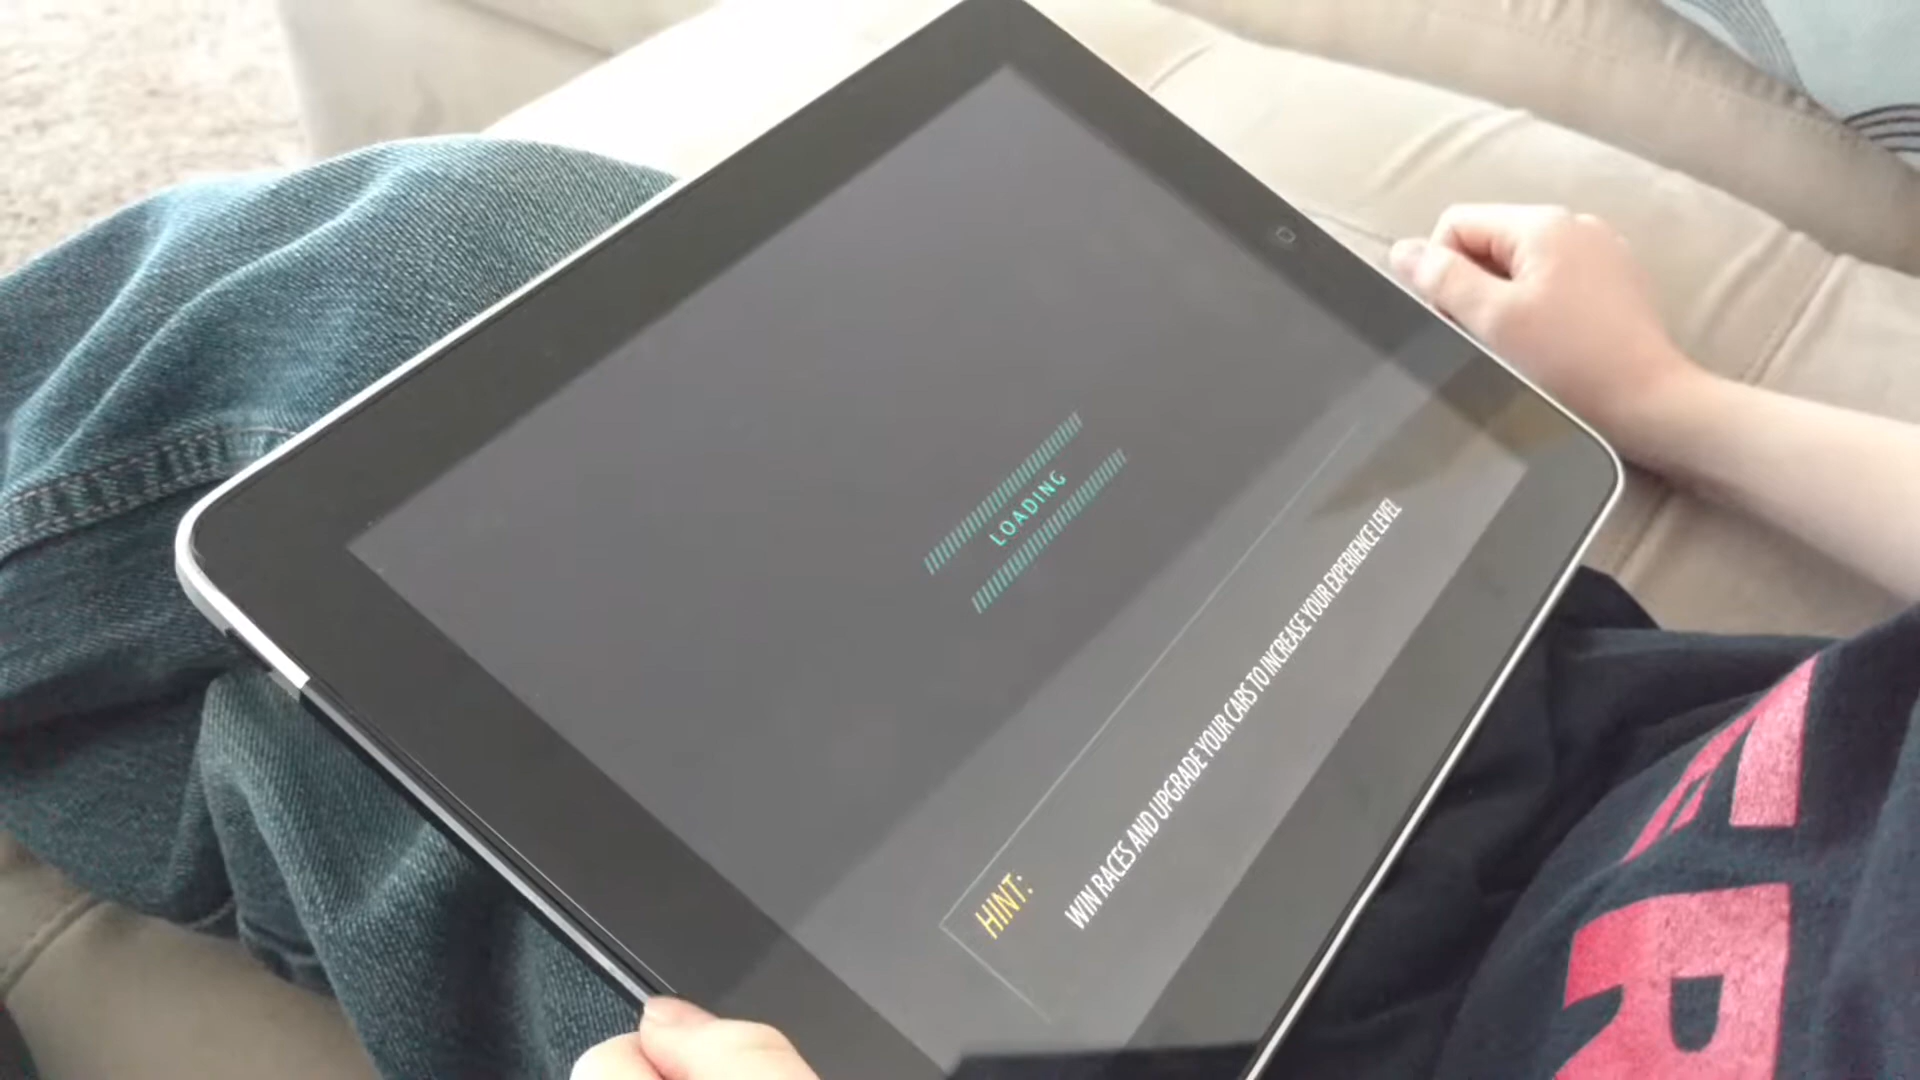 LOADING
HINT:
WIN RACES AND UPGRADE YOUR CARS TO INCREASE YOUR EXPERIENCE LEVEL
R